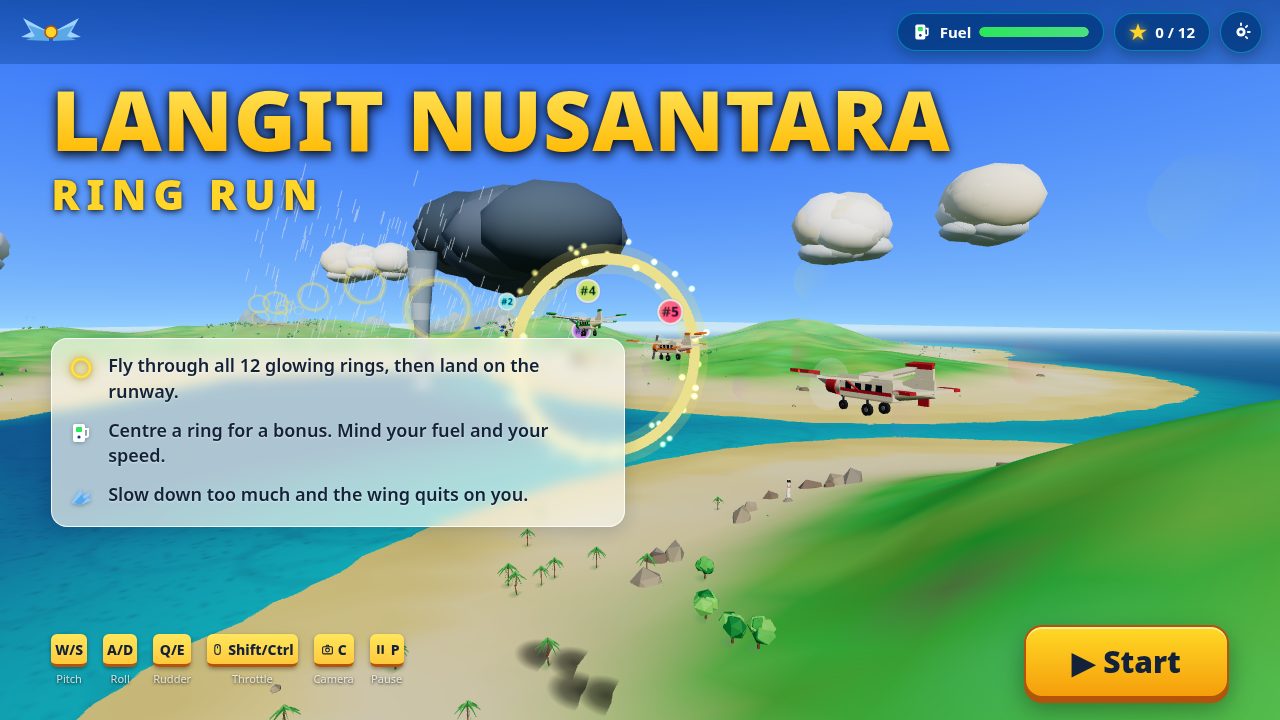 Fuel
0 / 12
LANGIT NUSANTARA
RING RUN
#2
#4
#5
Fly through all 12 glowing rings, then land on the
runway.
Centre a ring for a bonus. Mind your fuel and your
speed.
Slow down too much and the wing quits on you.
W/S
A/D
Q/E
Shift/Ctrl
C
P
Pitch
Roll
Rudder
Throttle
Camera
Pause
▶ Start